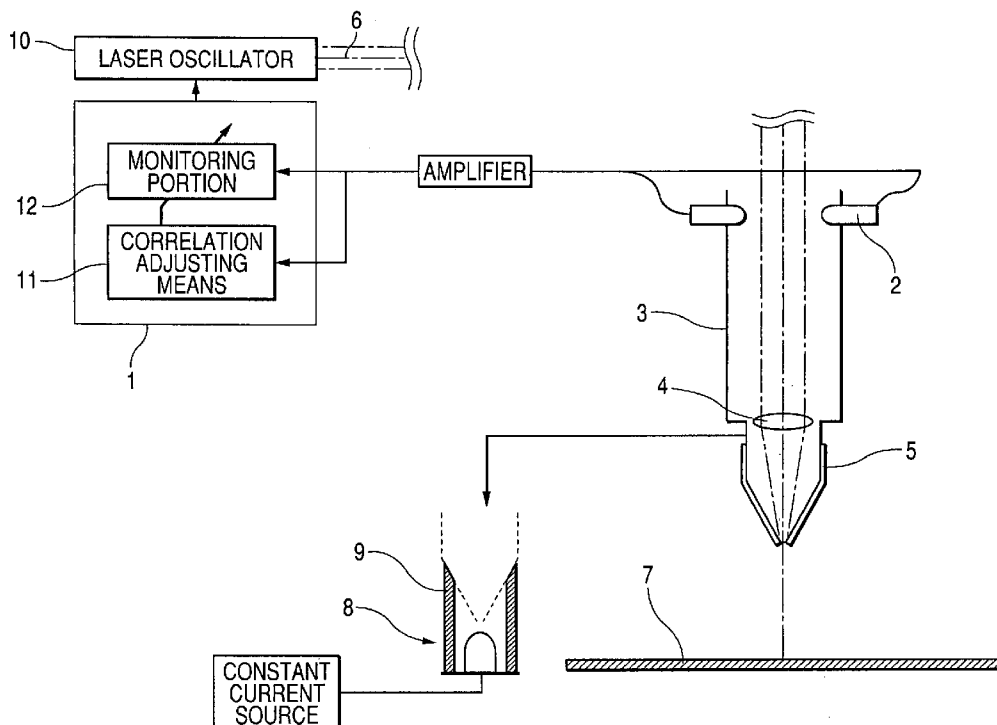 10
LASER OSCILLATOR
6
MONITORING
PORTION
12
CORRELATION
ADJUSTING
MEANS
11
1
AMPLIFIER
2
3
4
5
9
8
7
CONSTANT
CURRENT
SOURCE